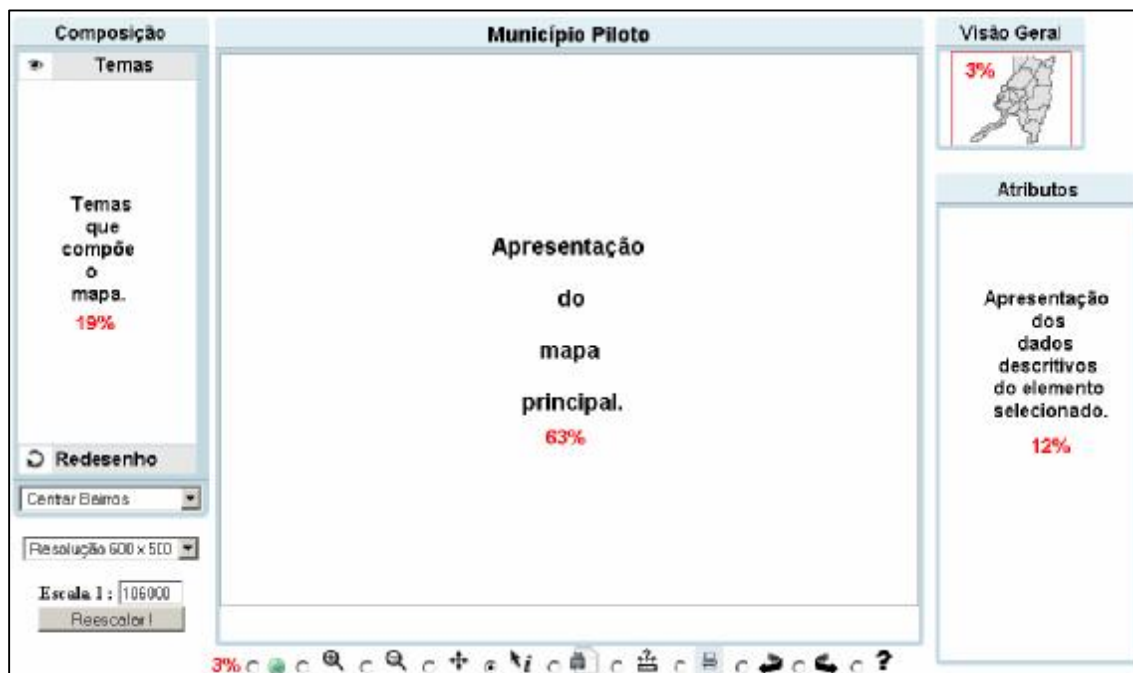 Composição
Temas
Temas
que
compõe
o
mapa.
19%
Redesenho
Centrar Bairros
Resolução 600 x 500
Escala 1 : 106000
Reescalar!
Município Piloto
Apresentação
do
mapa
principal.
63%
3%
?
Visão Geral
3%
Atributos
Apresentação
dos
dados
descritivos
do elemento
selecionado.
12%